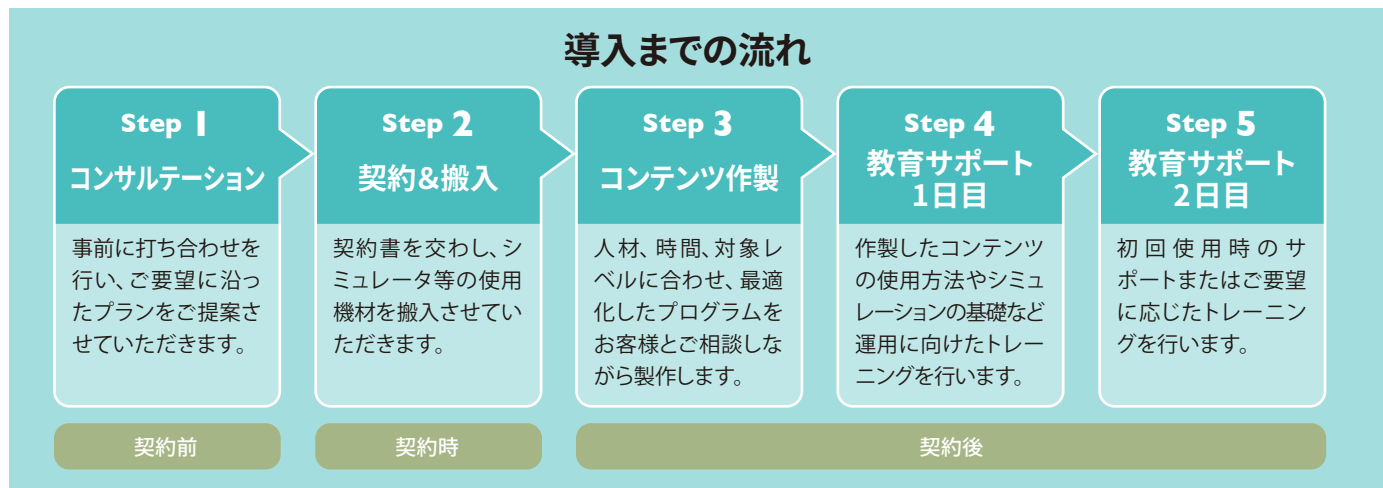 導入までの流れ
Step 1
コンサルテーション
事前に打ち合わせを
行い、ご要望に沿っ
たプランをご提案さ
せていただきます。
Step 2
契約&搬入
契約書を交わし、シ
ミュレータ等の使用
機材を搬入させてい
ただきます。
Step 3
コンテンツ作製
人材、時間、対象レ
ベルに合わせ、最適
化したプログラムを
お客様とご相談しな
がら製作します。
Step 4
教育サポート
1日目
作製したコンテンツ
の使用方法やシミュ
レーションの基礎など
運用に向けたトレー
ニングを行います。
Step 5
教育サポート
2日目
初回使用時のサ
ポートまたはご要望
に応じたトレーニン
グを行います。
契約前
契約時
契約後